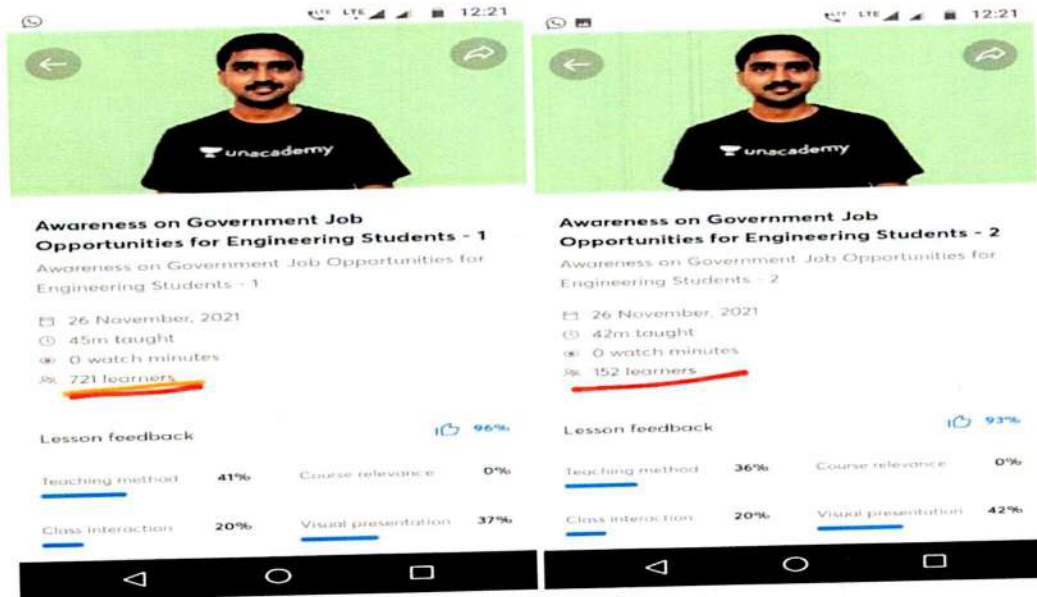 LTE LTE 12:21
unacademy
Awareness on Government Job
Opportunities for Engineering Students - 1
Awareness on Government Job Opportunities for
Engineering Students - 1
26 November, 2021
45m taught
0 watch minutes
721 learners
Lesson feedback 96%
Teaching method 41% Course relevance 0%
Class interaction 20% Visual presentation 37%
LTE LTE 12:21
unacademy
Awareness on Government Job
Opportunities for Engineering Students - 2
Awareness on Government Job Opportunities for
Engineering Students - 2
26 November, 2021
42m taught
0 watch minutes
152 learners
Lesson feedback 93%
Teaching method 36% Course relevance 0%
Class interaction 20% Visual presentation 42%